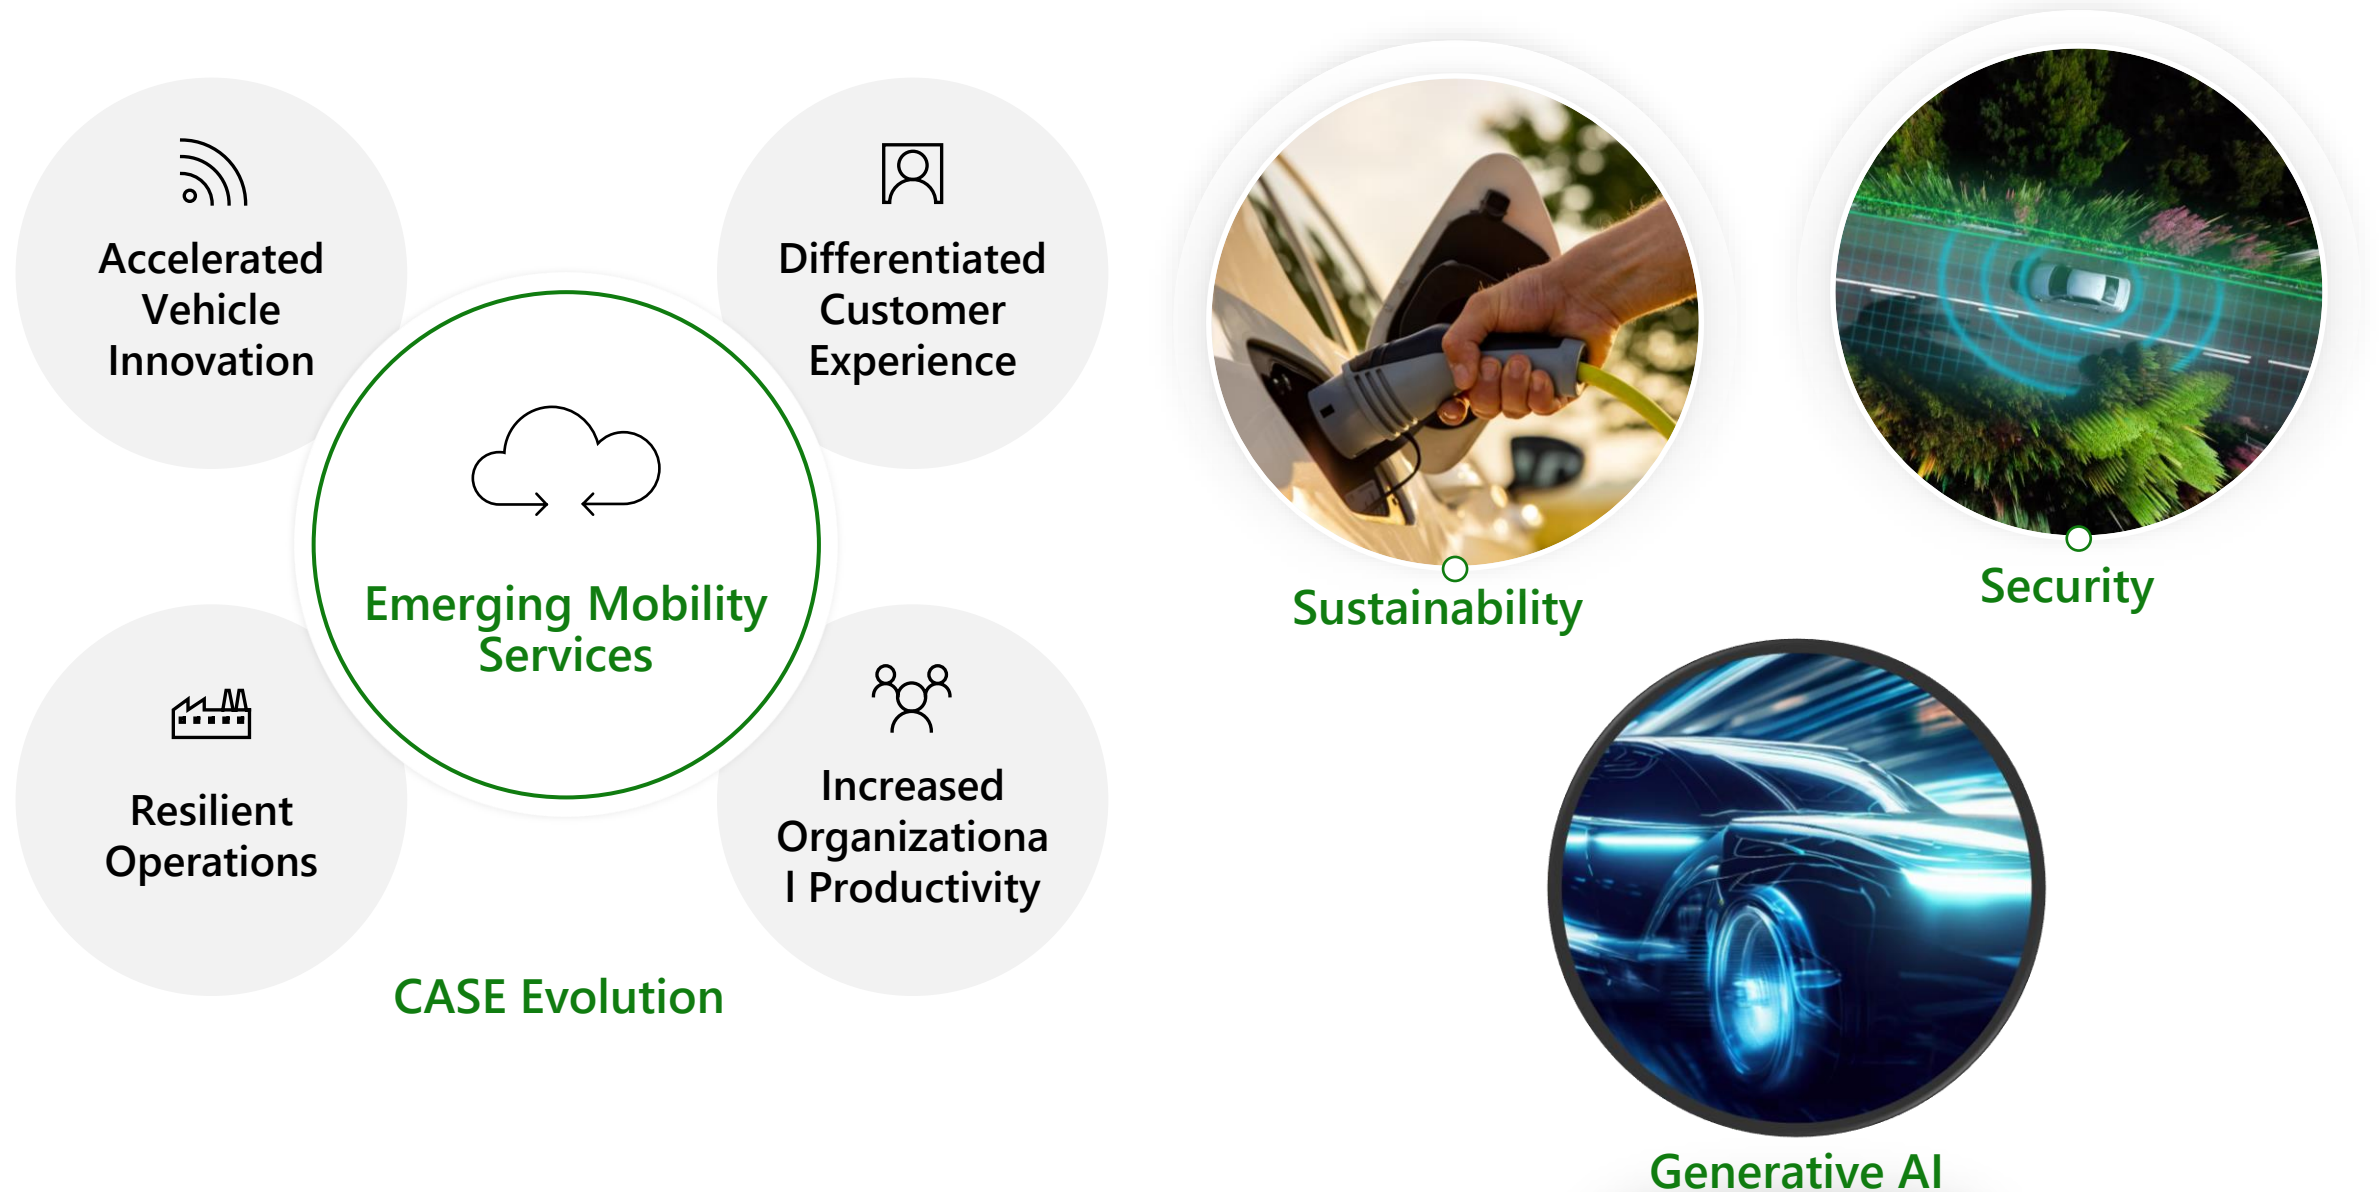 Accelerated
Vehicle
Innovation
Differentiated
Customer
Experience
Emerging Mobility
Services
Resilient
Operations
Increased
Organizationa
l Productivity
CASE Evolution
Sustainability
Security
Generative AI